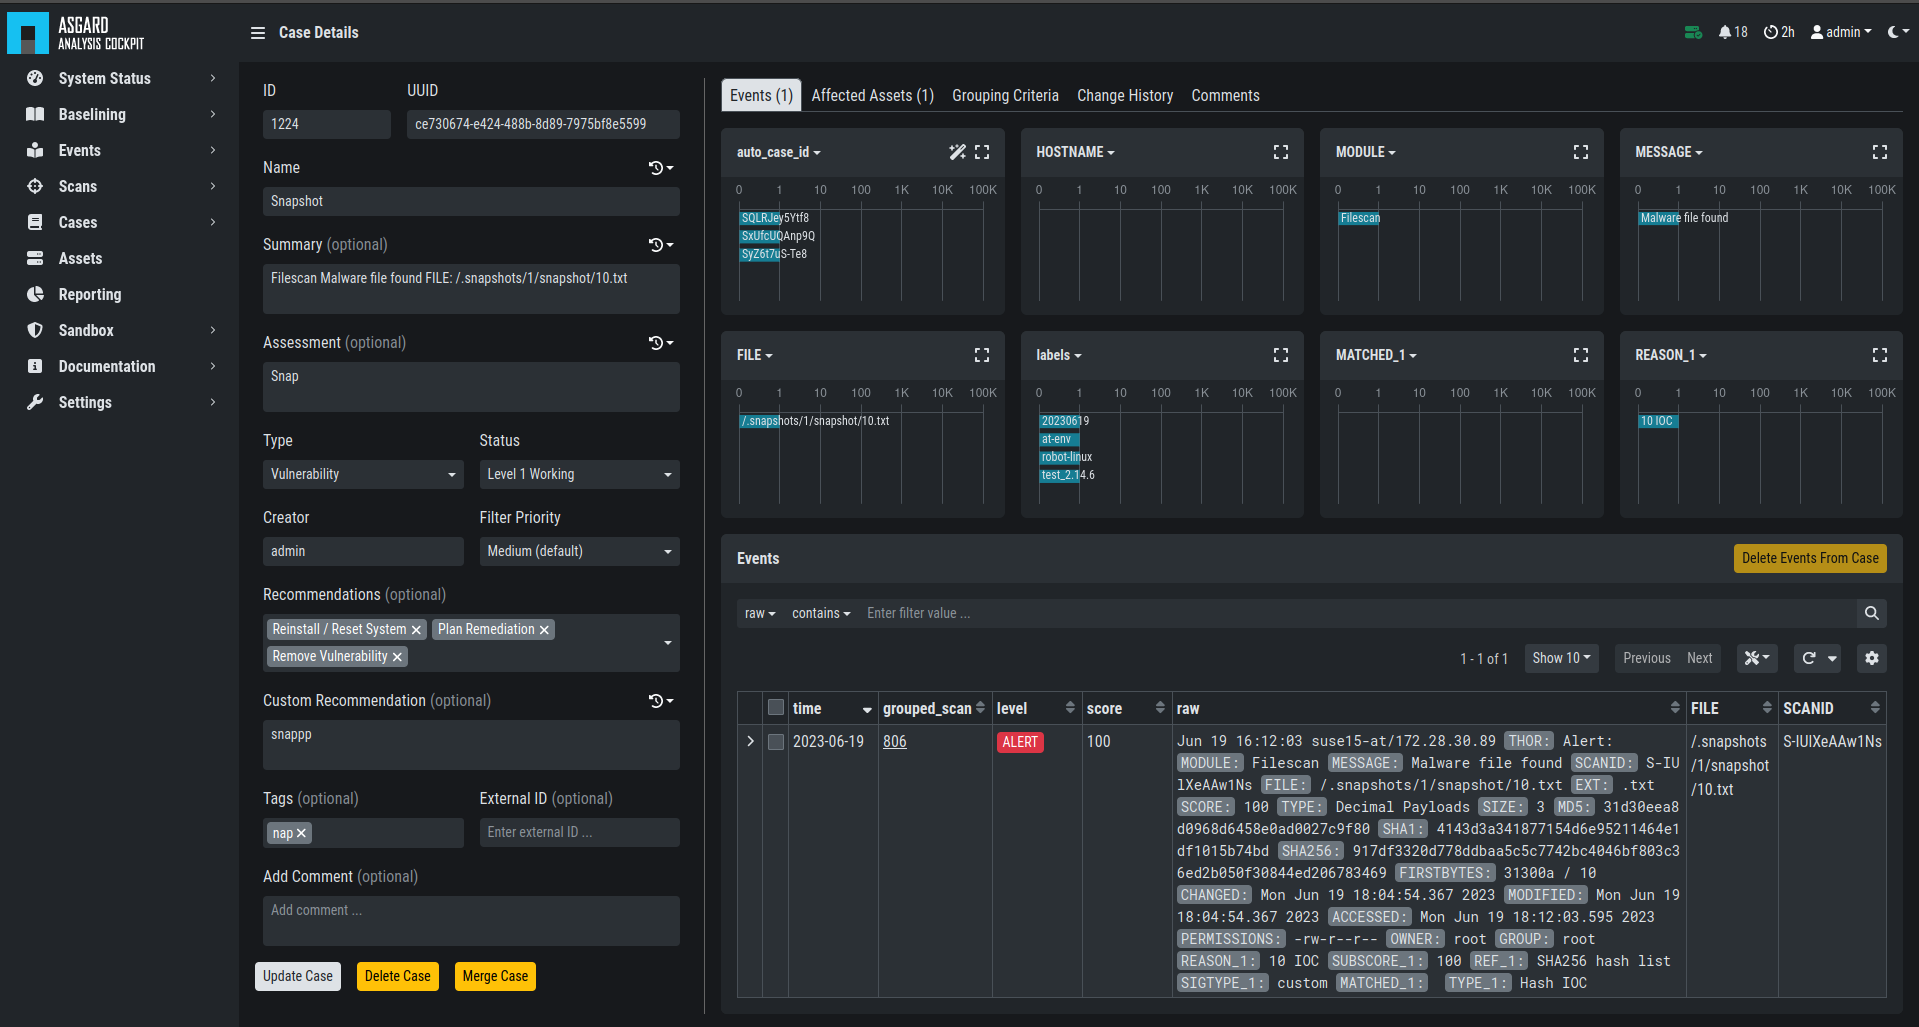 ASGARD
ANALYSIS COCKPIT
Case Details
18
2h
admin
System Status
Baselining
Events
Scans
Cases
Assets
Reporting
Sandbox
Documentation
Settings
ID
UUID
1224
ce730674-e424-488b-8d89-7975bf8e5599
Name
Snapshot
Summary (optional)
Filescan Malware file found FILE: /.snapshots/1/snapshot/10.txt
Assessment (optional)
Snap
Type
Status
Vulnerability
Level 1 Working
Creator
Filter Priority
admin
Medium (default)
Recommendations (optional)
Reinstall / Reset System
Plan Remediation
Remove Vulnerability
Custom Recommendation (optional)
snappp
Tags (optional)
External ID (optional)
nap
Enter external ID ...
Add Comment (optional)
Add comment ...
Update Case
Delete Case
Merge Case
Events (1)
Affected Assets (1)
Grouping Criteria
Change History
Comments
auto_case_id
0 1 10 100 1K 10K 100K
SQLRJey5Ytf8
SxUfcUQAnp9Q
SyZ6t7uS-Te8
HOSTNAME
0 1 10 100 1K 10K 100K
MODULE
0 1 10 100 1K 10K 100K
Filescan
MESSAGE
0 1 10 100 1K 10K 100K
Malware file found
FILE
0 1 10 100 1K 10K 100K
/.snapshots/1/snapshot/10.txt
labels
0 1 10 100 1K 10K 100K
20230619
at-env
robot-linux
test_2.14.6
MATCHED_1
0 1 10 100 1K 10K 100K
REASON_1
0 1 10 100 1K 10K 100K
10 IOC
Events
Delete Events From Case
raw
contains
Enter filter value ...
1 - 1 of 1
Show 10
Previous
Next
time
grouped_scan
level
score
raw
FILE
SCANID
2023-06-19
806
ALERT
100
Jun 19 16:12:03 suse15-at/172.28.30.89 THOR: Alert:
MODULE: Filescan MESSAGE: Malware file found SCANID: S-IU
lXeAAw1Ns FILE: /.snapshots/1/snapshot/10.txt EXT: .txt
SCORE: 100 TYPE: Decimal Payloads SIZE: 3 MD5: 31d30eea8
d0968d6458e0ad0027c9f80 SHA1: 4143d3a341877154d6e95211464e1
df1015b74bd SHA256: 917df3320d778ddbaa5c5c7742bc4046bf803c3
6ed2b050f30844ed206783469 FIRSTBYTES: 31300a / 10
CHANGED: Mon Jun 19 18:04:54.367 2023 MODIFIED: Mon Jun 19
18:04:54.367 2023 ACCESSED: Mon Jun 19 18:12:03.595 2023
PERMISSIONS: -rw-r--r-- OWNER: root GROUP: root
REASON_1: 10 IOC SUBSCORE_1: 100 REF_1: SHA256 hash list
SIGTYPE_1: custom MATCHED_1: TYPE_1: Hash IOC
/.snapshots
/1/snapshot
/10.txt
S-IUlXeAAw1Ns